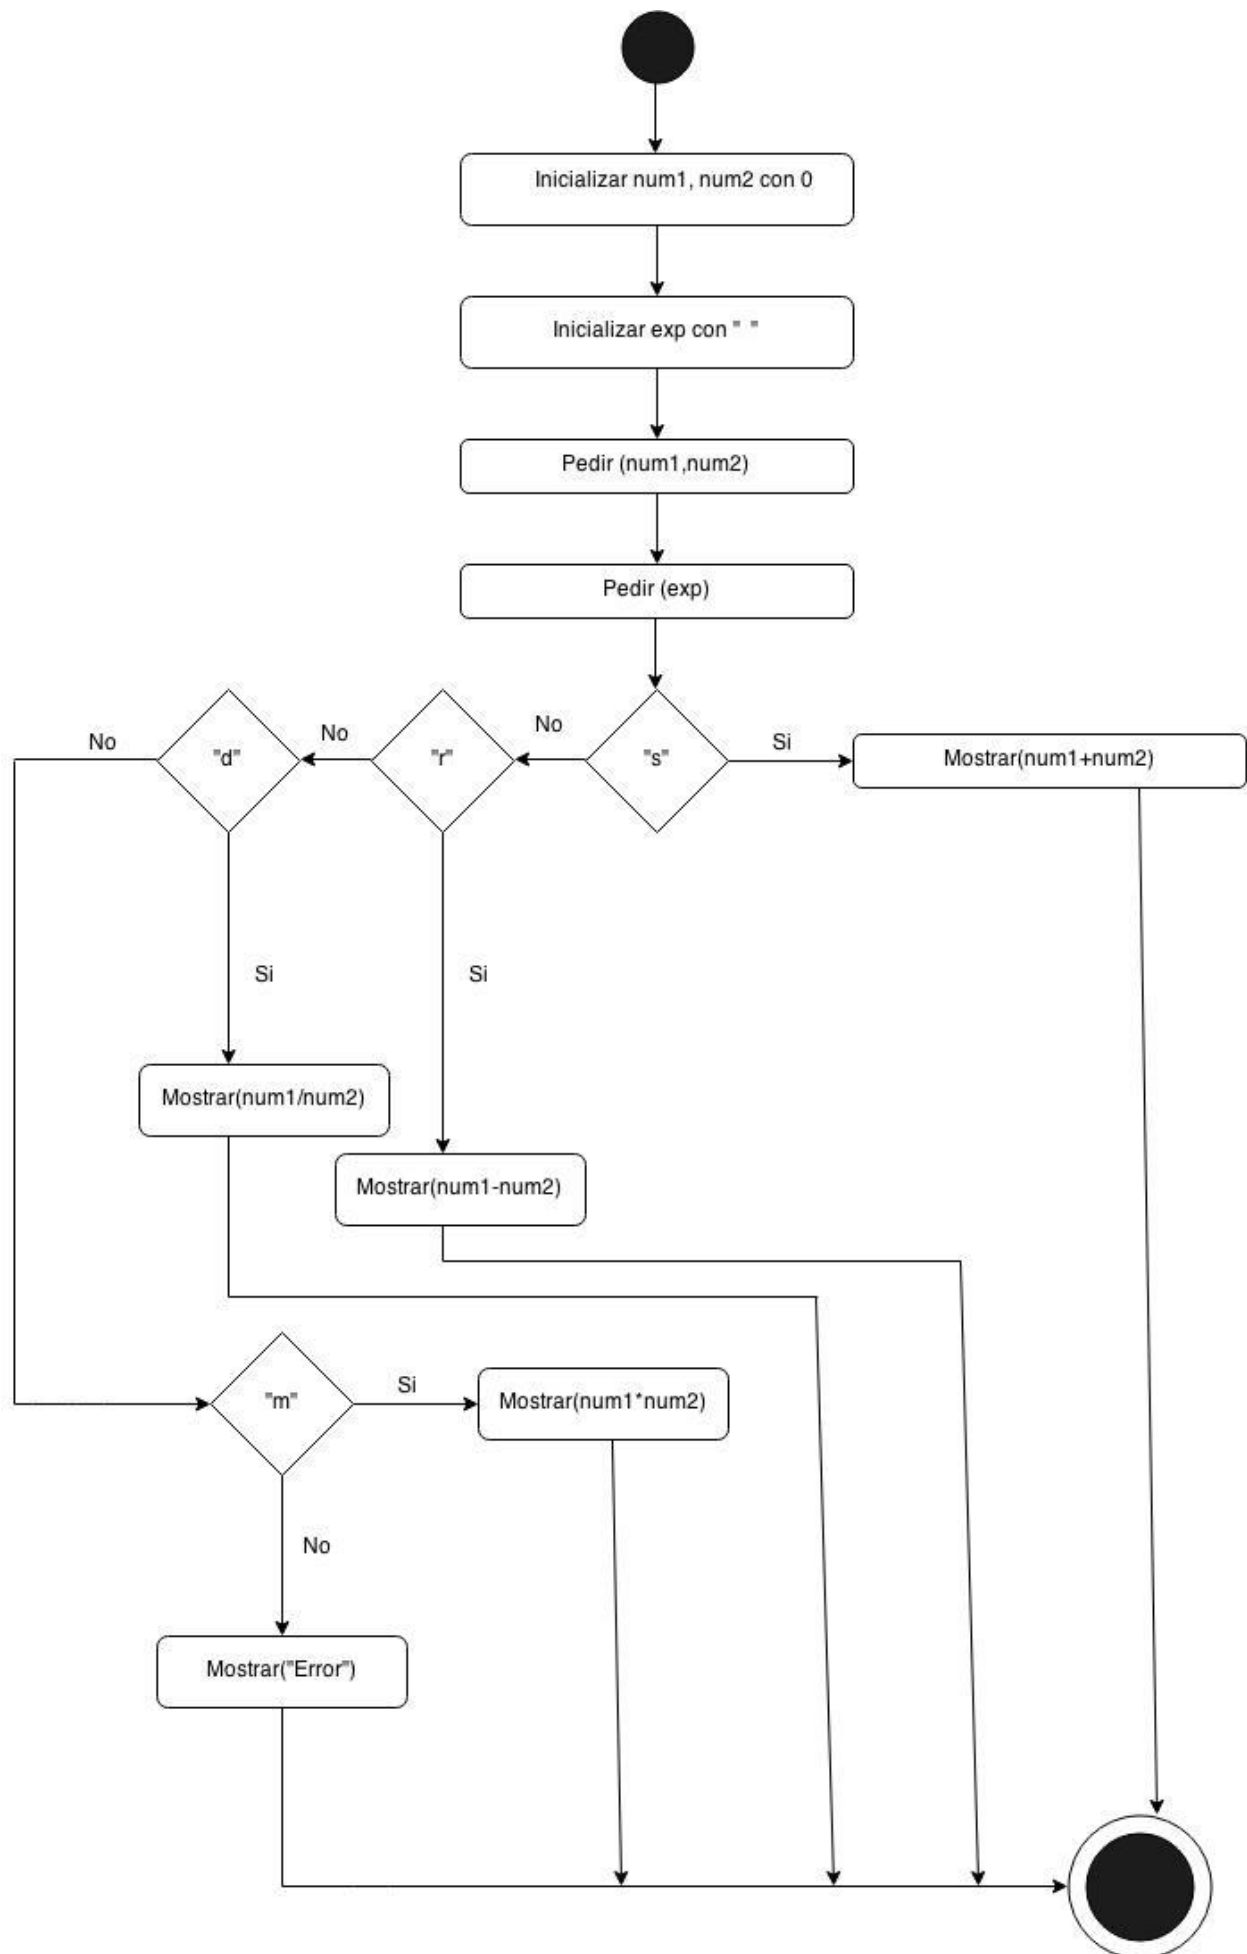 Inicializar num1, num2 con 0
Inicializar exp con "  "
Pedir (num1,num2)
Pedir (exp)
No
"d"
No
"r"
No
"s"
Si
Mostrar(num1+num2)
Si
Si
Mostrar(num1/num2)
Mostrar(num1-num2)
"m"
Si
Mostrar(num1*num2)
No
Mostrar("Error")